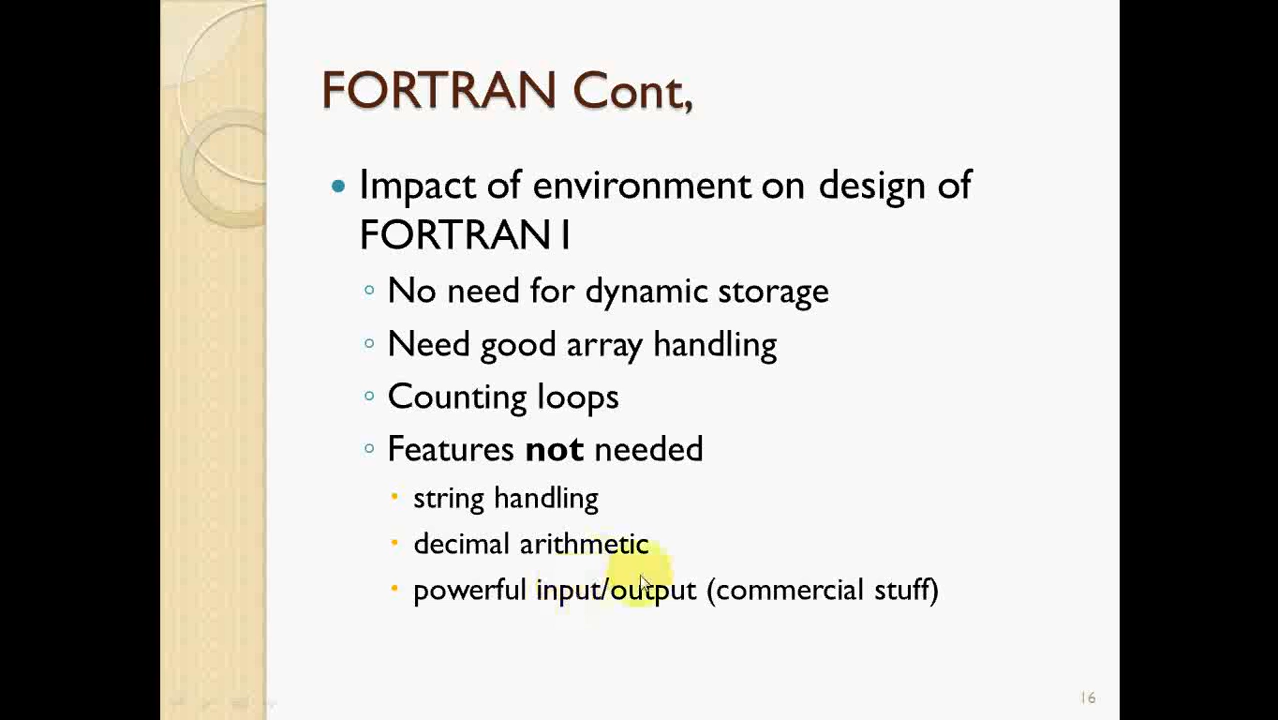 FORTRAN Cont,
• Impact of environment on design of
FORTRAN I
◦ No need for dynamic storage
◦ Need good array handling
◦ Counting loops
◦ Features not needed
• string handling
• decimal arithmetic
• powerful input/output (commercial stuff)
16